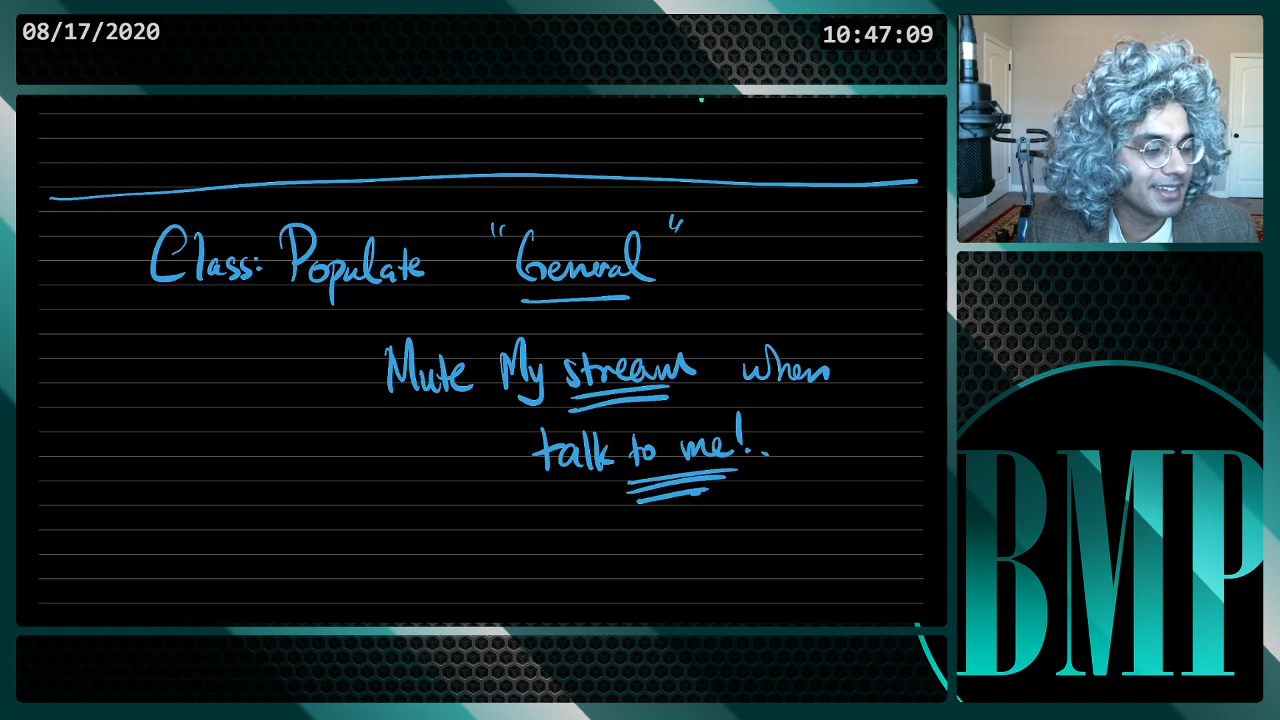 08/17/2020
10:47:09
Class: Populate "General"
Mute My stream when
talk to me!..
BMP